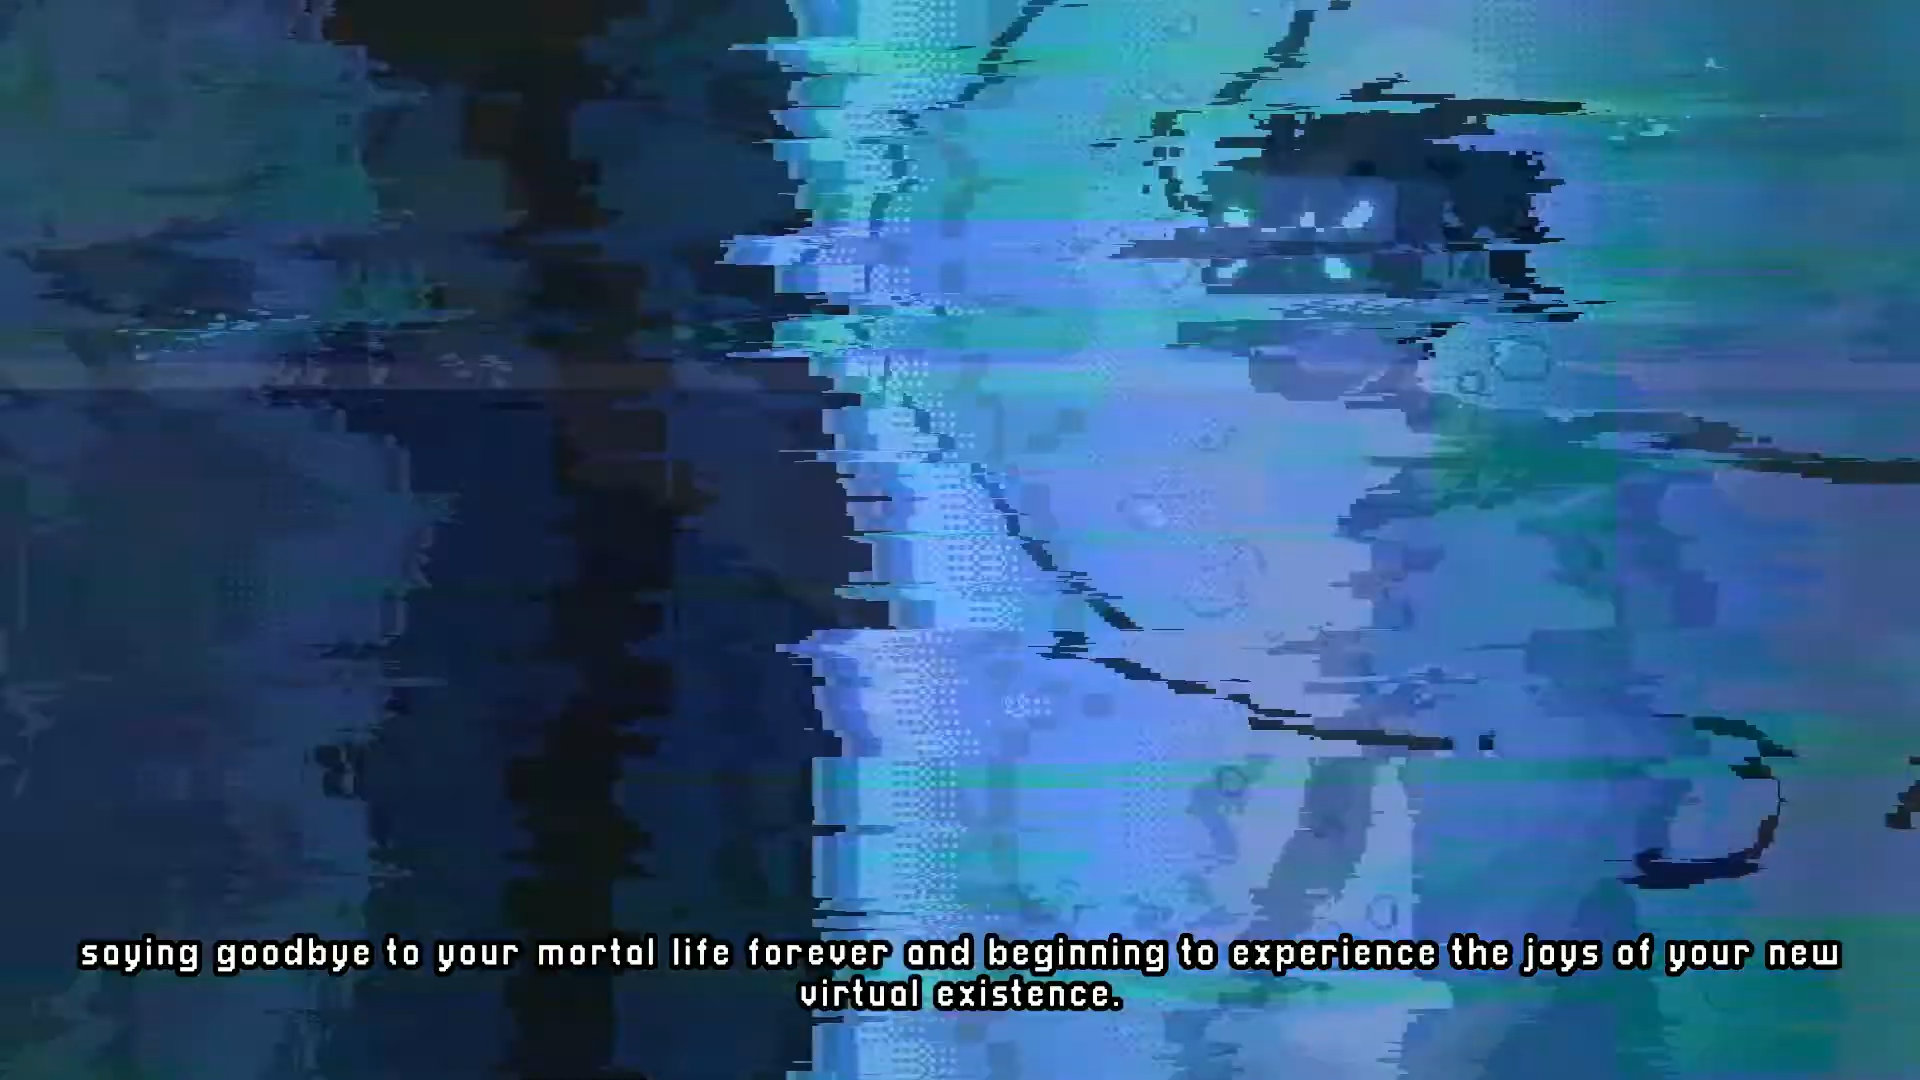 saying goodbye to your mortal life forever and beginning to experience the joys of your new
virtual existence.